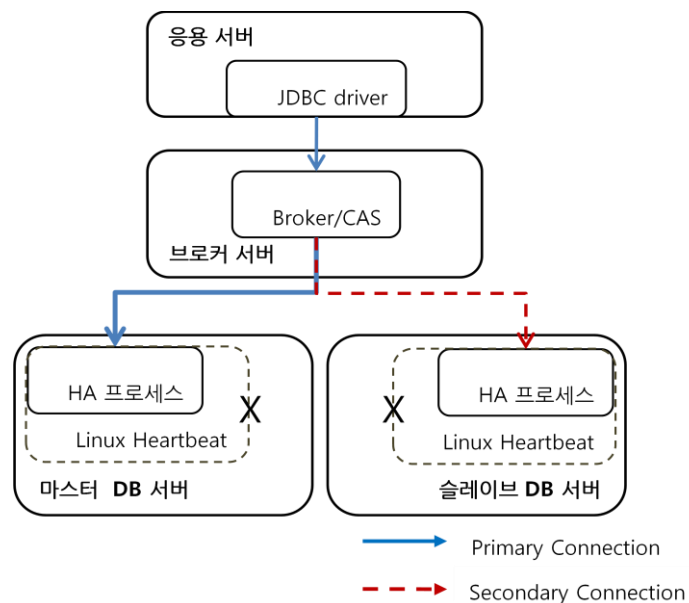 응용 서버
JDBC driver
Broker/CAS
브로커 서버
HA 프로세스
X
Linux Heartbeat
마스터 DB 서버
HA 프로세스
X
Linux Heartbeat
슬레이브 DB 서버
Primary Connection
Secondary Connection